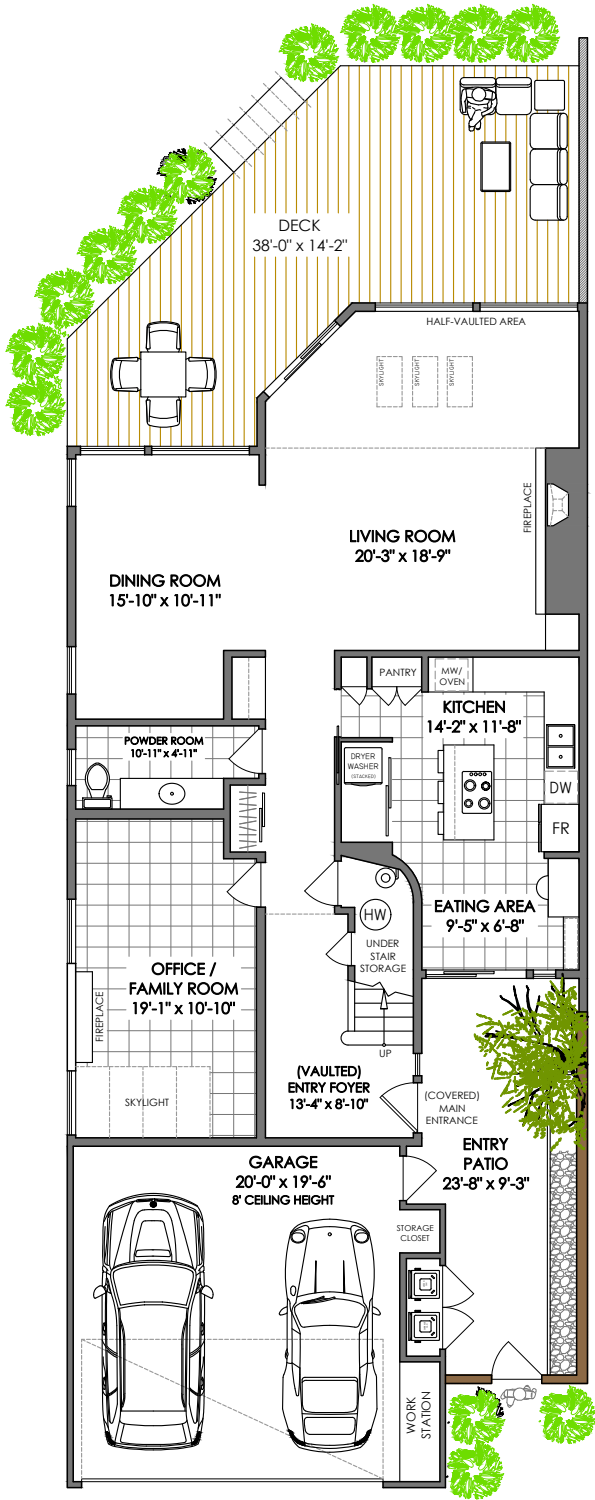 DECK
38'-0" x 14'-2"
HALF-VAULTED AREA
SKYLIGHT
SKYLIGHT
SKYLIGHT
FIREPLACE
LIVING ROOM
20'-3" x 18'-9"
DINING ROOM
15'-10" x 10'-11"
PANTRY
MW/
OVEN
KITCHEN
14'-2" x 11'-8"
POWDER ROOM
10'-11" x 4'-11"
DRYER
WASHER
(STACKED)
DW
FR
EATING AREA
9'-5" x 6'-8"
HW
UNDER
STAIR
STORAGE
OFFICE /
FAMILY ROOM
19'-1" x 10'-10"
FIREPLACE
UP
SKYLIGHT
(VAULTED)
ENTRY FOYER
13'-4" x 8'-10"
(COVERED)
MAIN
ENTRANCE
ENTRY
PATIO
23'-8" x 9'-3"
GARAGE
20'-0" x 19'-6"
8' CEILING HEIGHT
STORAGE
CLOSET
WORK
STATION